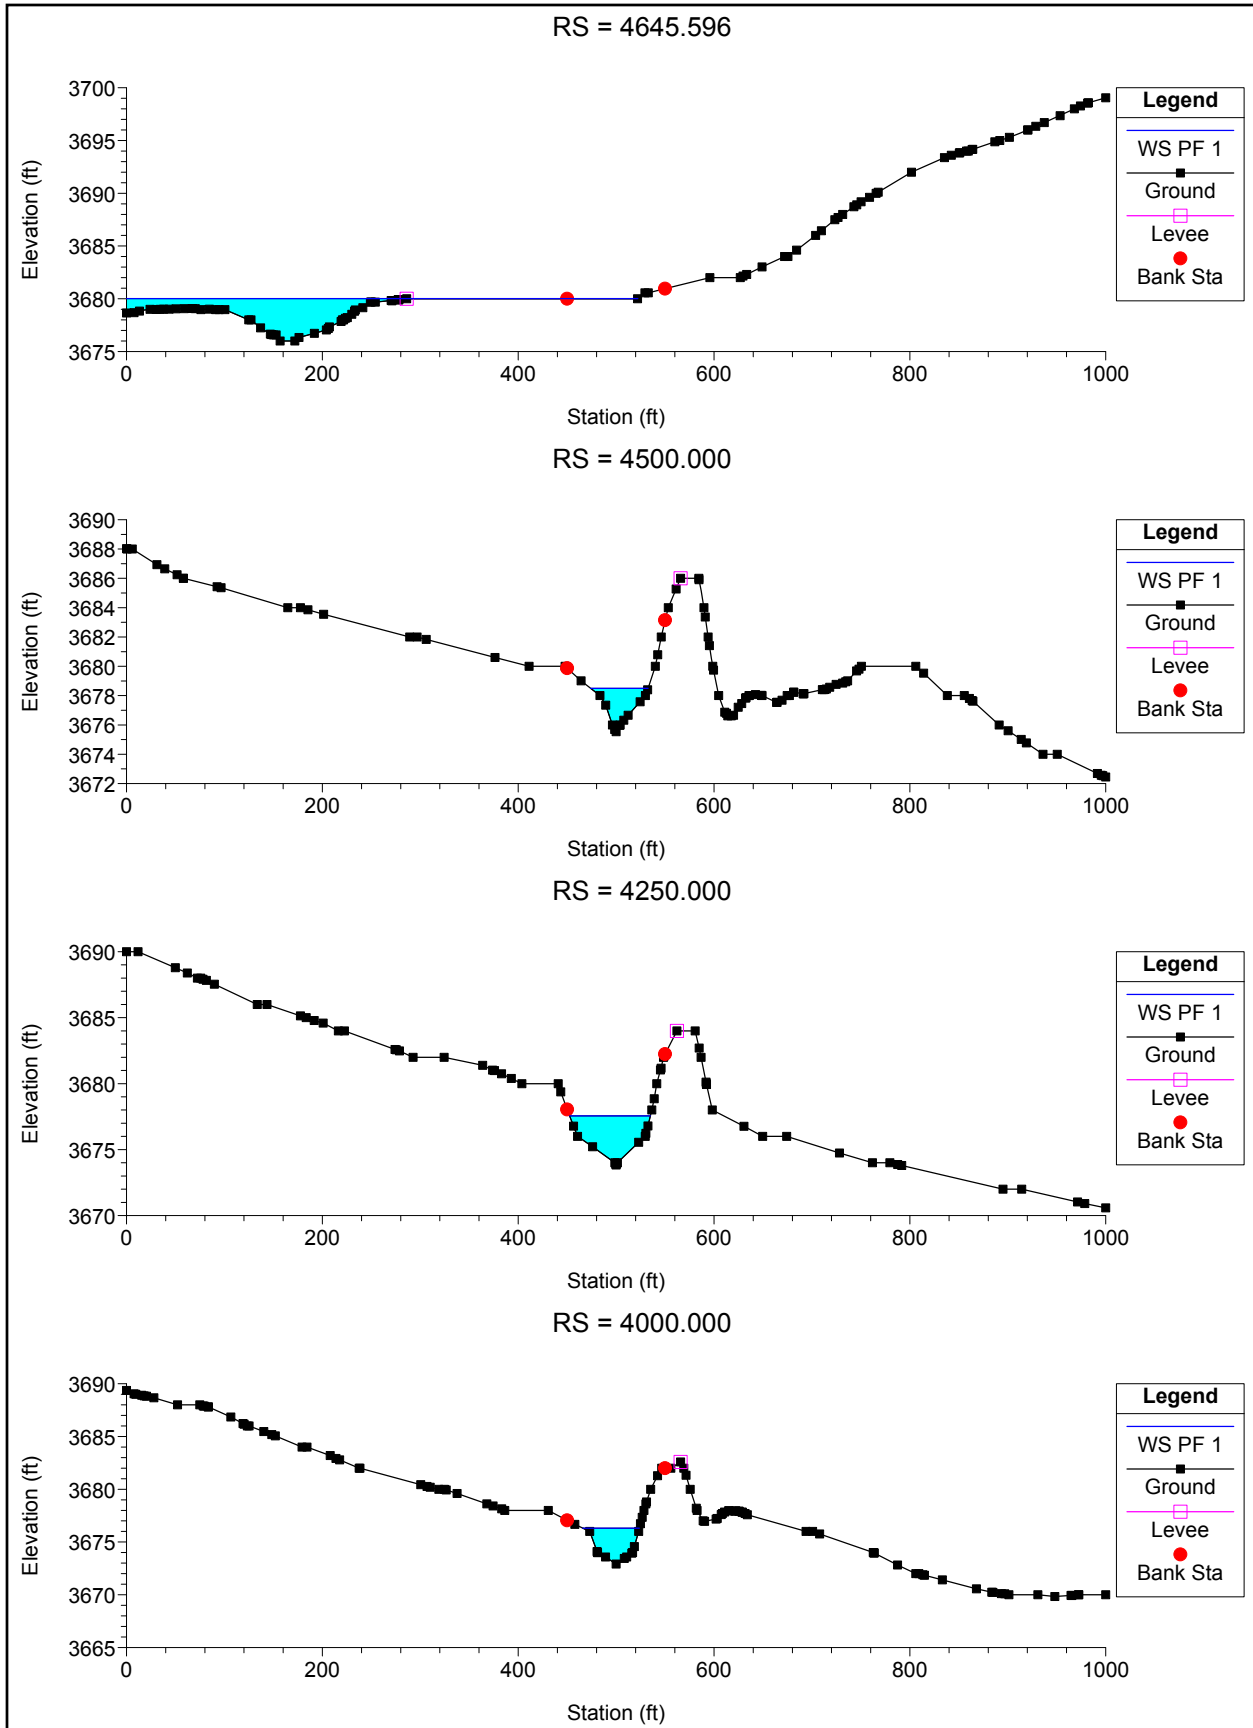 RS = 4645.596
Elevation (ft)
3700
3695
3690
3685
3680
3675
0 200 400 600 800 1000
Station (ft)
Legend
WS PF 1
Ground
Levee
Bank Sta
RS = 4500.000
Elevation (ft)
3690
3688
3686
3684
3682
3680
3678
3676
3674
3672
0 200 400 600 800 1000
Station (ft)
Legend
WS PF 1
Ground
Levee
Bank Sta
RS = 4250.000
Elevation (ft)
3690
3685
3680
3675
3670
0 200 400 600 800 1000
Station (ft)
Legend
WS PF 1
Ground
Levee
Bank Sta
RS = 4000.000
Elevation (ft)
3690
3685
3680
3675
3670
3665
0 200 400 600 800 1000
Station (ft)
Legend
WS PF 1
Ground
Levee
Bank Sta